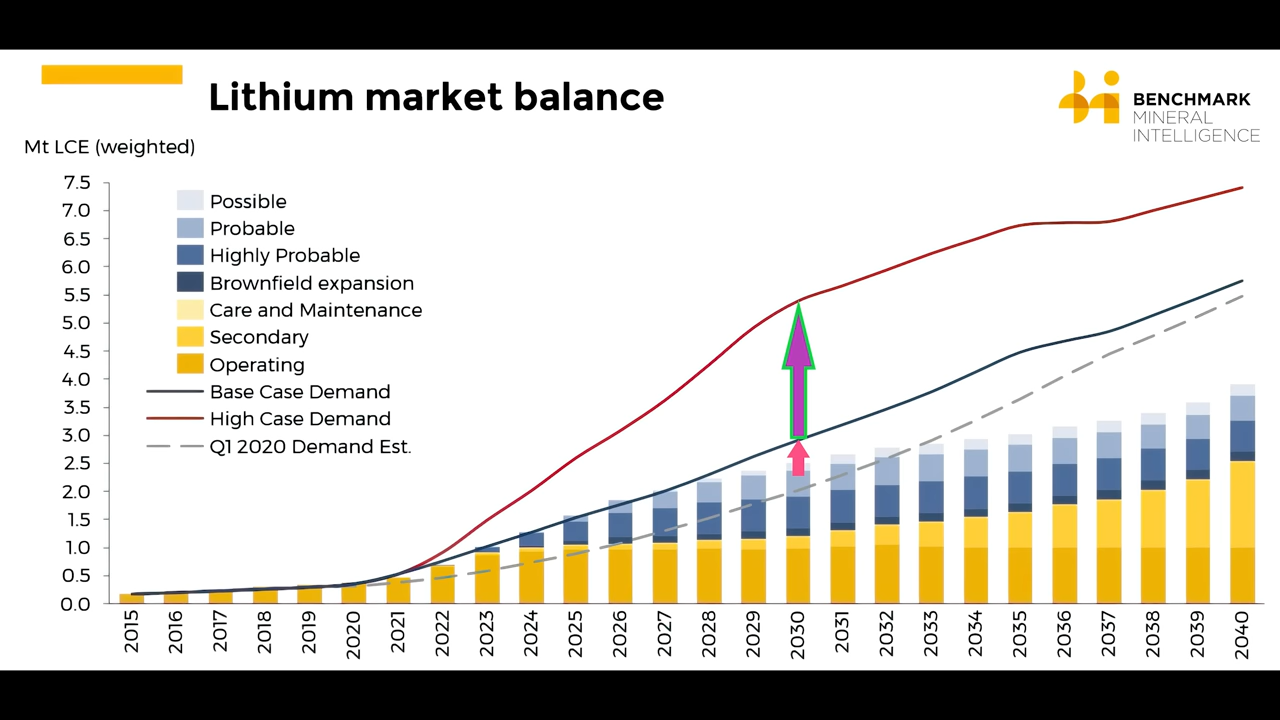 Lithium market balance
BENCHMARK
MINERAL
INTELLIGENCE
Mt LCE (weighted)
7.5
7.0
6.5
6.0
5.5
5.0
4.5
4.0
3.5
3.0
2.5
2.0
1.5
1.0
0.5
0.0
Possible
Probable
Highly Probable
Brownfield expansion
Care and Maintenance
Secondary
Operating
Base Case Demand
High Case Demand
Q1 2020 Demand Est.
2015
2016
2017
2018
2019
2020
2021
2022
2023
2024
2025
2026
2027
2028
2029
2030
2031
2032
2033
2034
2035
2036
2037
2038
2039
2040